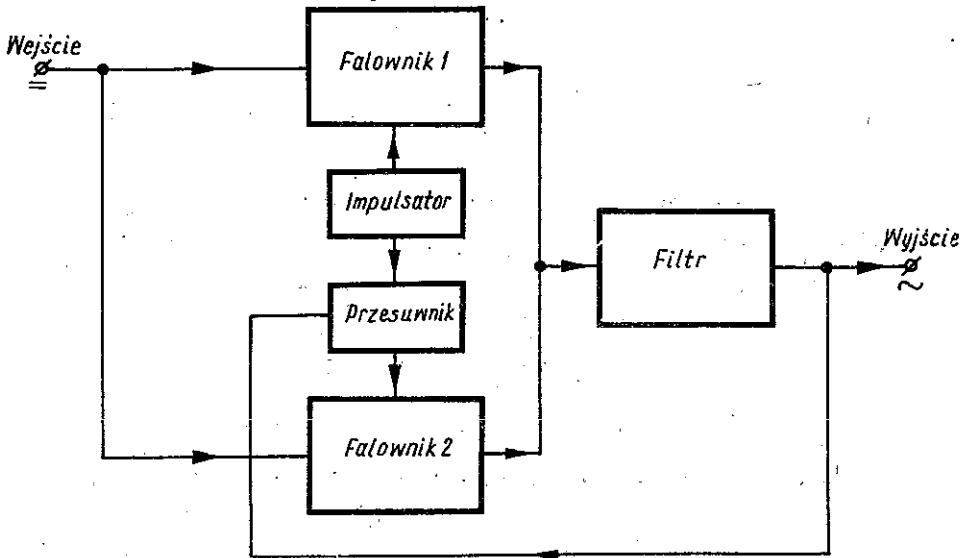 Wejście
=
Falownik 1
Impulsator
Przesuwnik
Falownik 2
Filtr
Wyjście
~